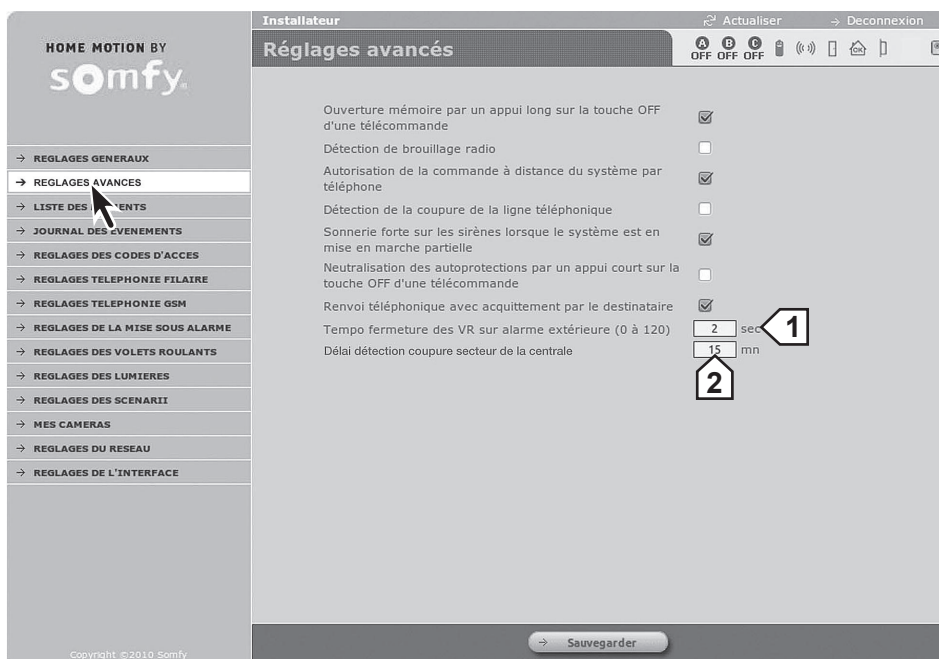 Installateur
Actualiser
→ Deconnexion
HOME MOTION BY
somfy®
Réglages avancés
A B C
OFF OFF OFF
OK
→ REGLAGES GENERAUX
→ REGLAGES AVANCES
→ LISTE DES
→ JOURNAL DES EVENEMENTS
→ REGLAGES DES CODES D'ACCES
→ REGLAGES TELEPHONIE FILAIRE
→ REGLAGES TELEPHONIE GSM
→ REGLAGES DE LA MISE SOUS ALARME
→ REGLAGES DES VOLETS ROULANTS
→ REGLAGES DES LUMIERES
→ REGLAGES DES SCENARII
→ MES CAMERAS
→ REGLAGES DU RESEAU
→ REGLAGES DE L'INTERFACE
Ouverture mémoire par un appui long sur la touche OFF
d'une télécommande
Détection de brouillage radio
Autorisation de la commande à distance du système par
téléphone
Détection de la coupure de la ligne téléphonique
Sonnerie forte sur les sirènes lorsque le système est en
mise en marche partielle
Neutralisation des autoprotections par un appui court sur la
touche OFF d'une télécommande
Renvoi téléphonique avec acquittement par le destinataire
Tempo fermeture des VR sur alarme extérieure (0 à 120) 2 sec 1
Délai détection coupure secteur de la centrale 15 mn
2
→ Sauvegarder
Copyright ©2010 Somfy